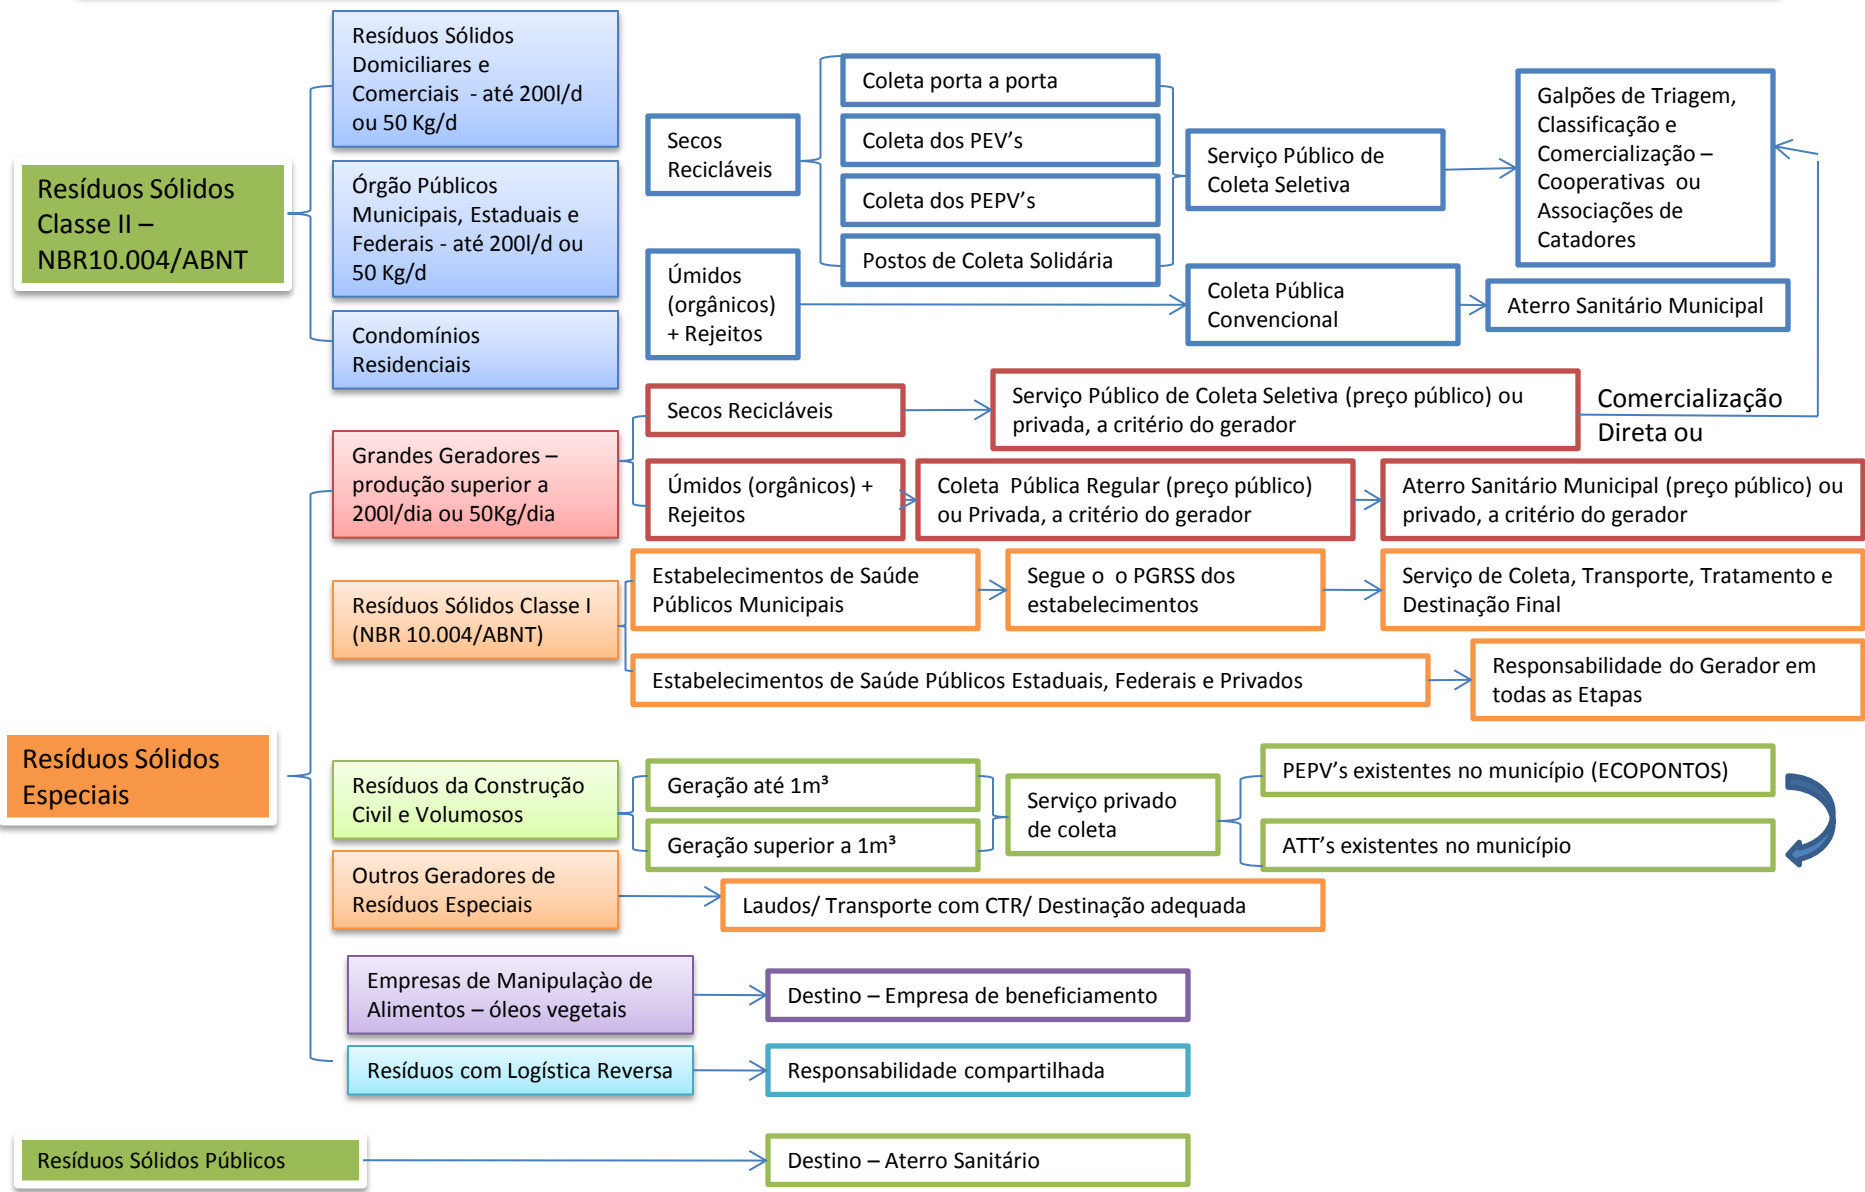 Resíduos Sólidos
Classe II –
NBR10.004/ABNT
Resíduos Sólidos
Domiciliares e
Comerciais - até 200l/d
ou 50 Kg/d
Órgão Públicos
Municipais, Estaduais e
Federais - até 200l/d ou
50 Kg/d
Condomínios
Residenciais
Secos
Recicláveis
Coleta porta a porta
Coleta dos PEV’s
Coleta dos PEPV’s
Postos de Coleta Solidária
Serviço Público de
Coleta Seletiva
Galpões de Triagem,
Classificação e
Comercialização –
Cooperativas ou
Associações de
Catadores
Úmidos
(orgânicos)
+ Rejeitos
Coleta Pública
Convencional
Aterro Sanitário Municipal
Resíduos Sólidos
Especiais
Grandes Geradores –
produção superior a
200l/dia ou 50Kg/dia
Secos Recicláveis
Serviço Público de Coleta Seletiva (preço público) ou
privada, a critério do gerador
Comercialização
Direta ou
Úmidos (orgânicos) +
Rejeitos
Coleta Pública Regular (preço público)
ou Privada, a critério do gerador
Aterro Sanitário Municipal (preço público) ou
privado, a critério do gerador
Resíduos Sólidos Classe I
(NBR 10.004/ABNT)
Estabelecimentos de Saúde
Públicos Municipais
Segue o o PGRSS dos
estabelecimentos
Serviço de Coleta, Transporte, Tratamento e
Destinação Final
Estabelecimentos de Saúde Públicos Estaduais, Federais e Privados
Responsabilidade do Gerador em
todas as Etapas
Resíduos da Construção
Civil e Volumosos
Geração até 1m³
Geração superior a 1m³
Serviço privado
de coleta
PEPV’s existentes no município (ECOPONTOS)
ATT’s existentes no município
Outros Geradores de
Resíduos Especiais
Laudos/ Transporte com CTR/ Destinação adequada
Empresas de Manipulaçào de
Alimentos – óleos vegetais
Destino – Empresa de beneficiamento
Resíduos com Logística Reversa
Responsabilidade compartilhada
Resíduos Sólidos Públicos
Destino – Aterro Sanitário